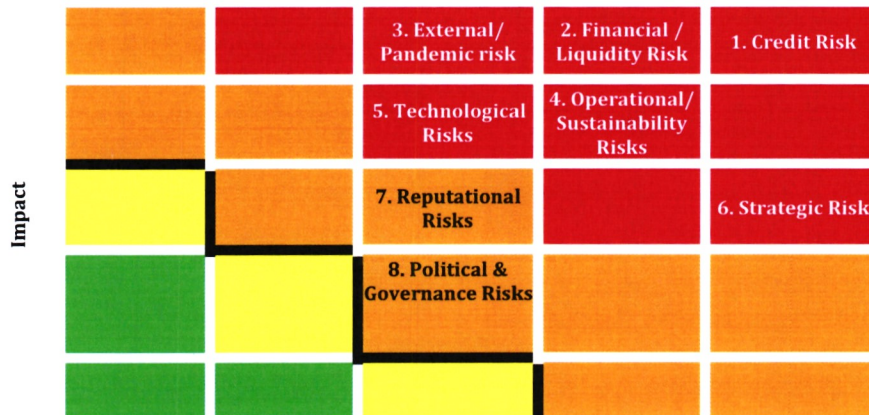 3. External/
Pandemic risk
2. Financial /
Liquidity Risk
1. Credit Risk
5. Technological
Risks
4. Operational/
Sustainability
Risks
Impact
7. Reputational
Risks
6. Strategic Risk
8. Political &
Governance Risks